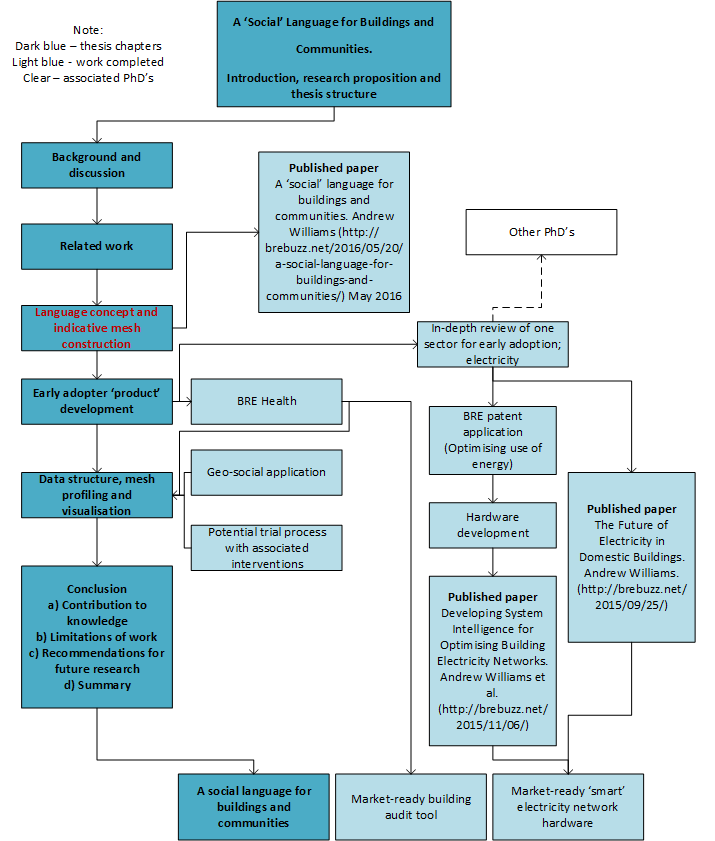 Note:
Dark blue – thesis chapters
Light blue - work completed
Clear – associated PhD's
A 'Social' Language for Buildings and
Communities.
Introduction, research proposition and
thesis structure
Background and
discussion
Related work
Language concept and
indicative mesh
construction
Early adopter 'product'
development
Data structure, mesh
profiling and
visualisation
Conclusion
a) Contribution to
knowledge
b) Limitations of work
c) Recommendations for
future research
d) Summary
A social language for
buildings and
communities
Published paper
A 'social' language for
buildings and
communities. Andrew
Williams (http://
brebuzz.net/2016/05/20/
a-social-language-for-
buildings-and-
communities/) May 2016
BRE Health
Geo-social application
Potential trial process
with associated
interventions
Market-ready building
audit tool
Other PhD's
In-depth review of one
sector for early adoption;
electricity
BRE patent
application
(Optimising use of
energy)
Hardware
development
Published paper
Developing System
Intelligence for
Optimising Building
Electricity Networks.
Andrew Williams et
al.
(http://brebuzz.net/
2015/11/06/)
Published paper
The Future of
Electricity in
Domestic Buildings.
Andrew Williams.
(http://brebuzz.net/
2015/09/25/)
Market-ready 'smart'
electricity network
hardware